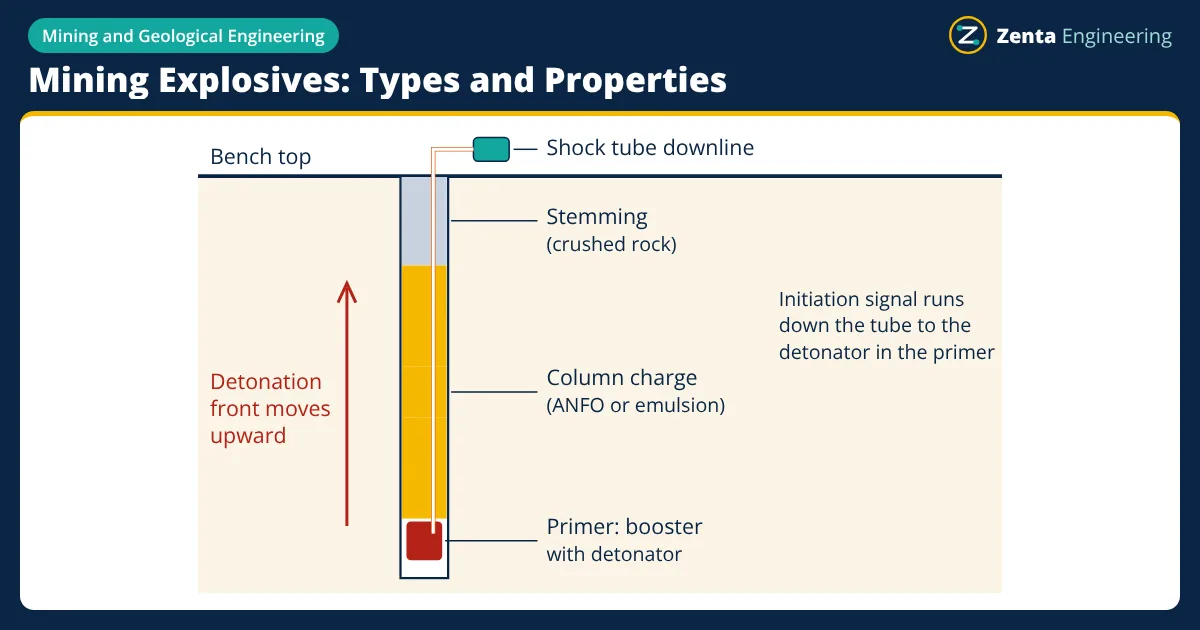 Mining and Geological Engineering
Zenta Engineering
Mining Explosives: Types and Properties
Bench top
Shock tube downline
Stemming
(crushed rock)
Initiation signal runs
down the tube to the
detonator in the primer
Column charge
(ANFO or emulsion)
Detonation
front moves
upward
Primer: booster
with detonator